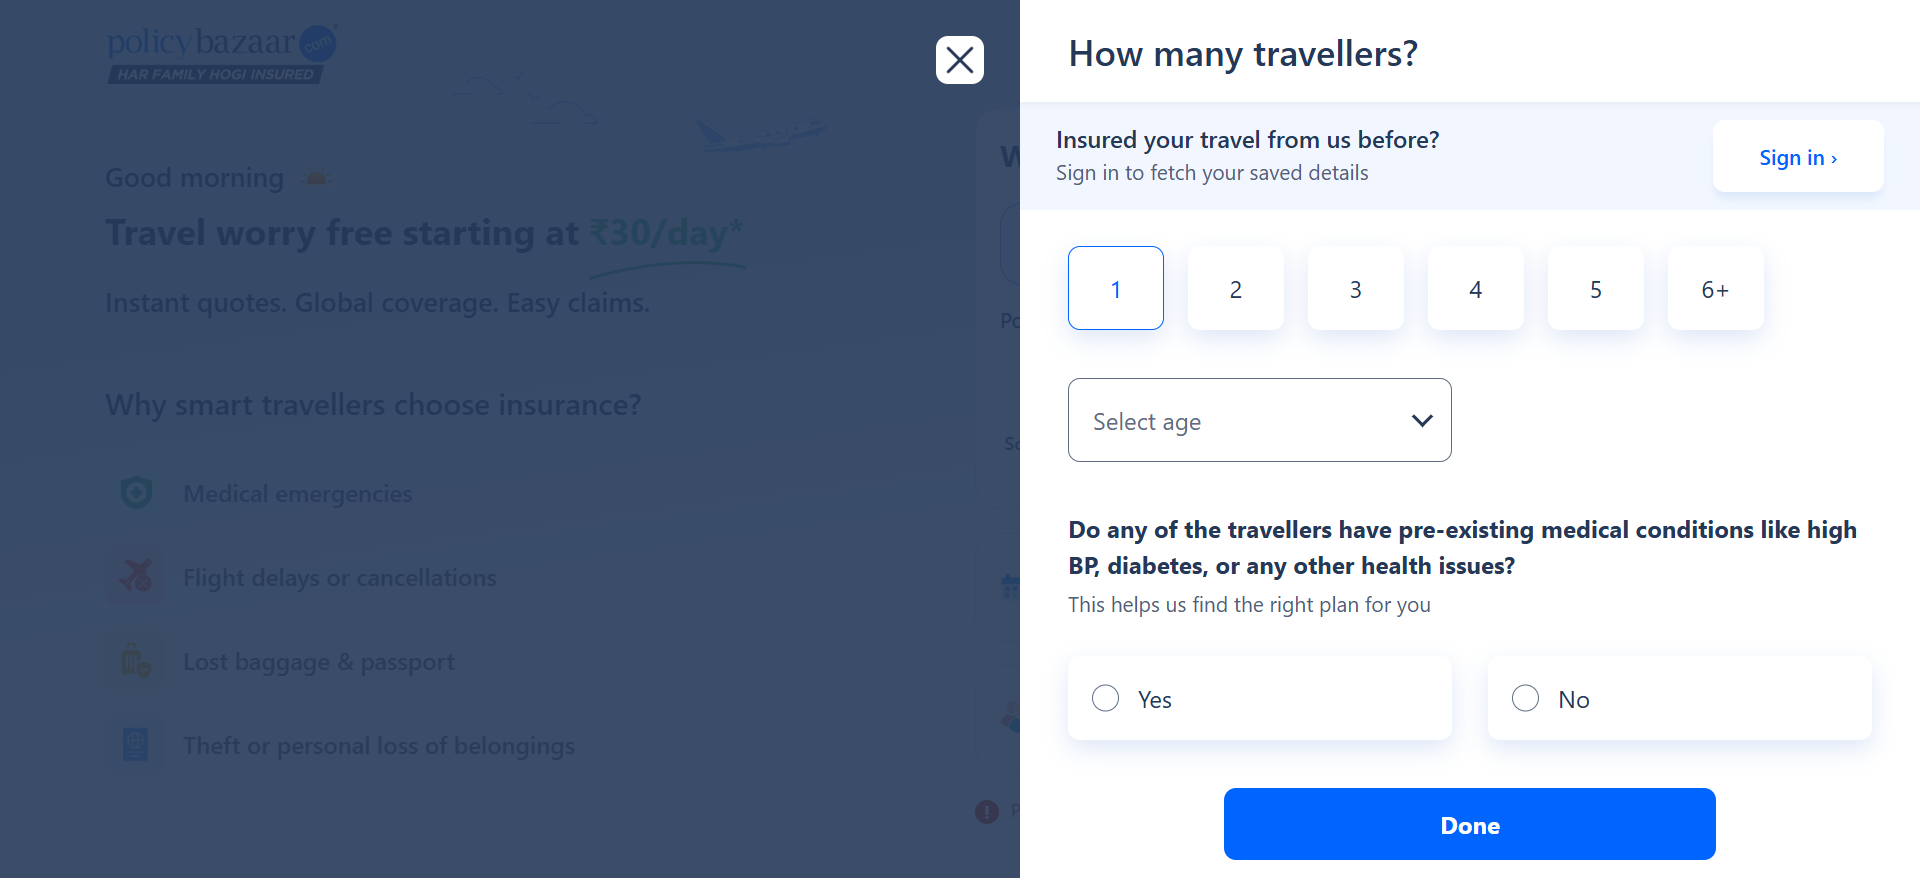 policybazaar.com
HAR FAMILY HOGI INSURED
Good morning
Travel worry free starting at ₹30/day*
Instant quotes. Global coverage. Easy claims.
Why smart travellers choose insurance?
Medical emergencies
Flight delays or cancellations
Lost baggage & passport
Theft or personal loss of belongings
How many travellers?
Insured your travel from us before?
Sign in to fetch your saved details
Sign in ›
1
2
3
4
5
6+
Select age
Do any of the travellers have pre-existing medical conditions like high
BP, diabetes, or any other health issues?
This helps us find the right plan for you
Yes
No
Done